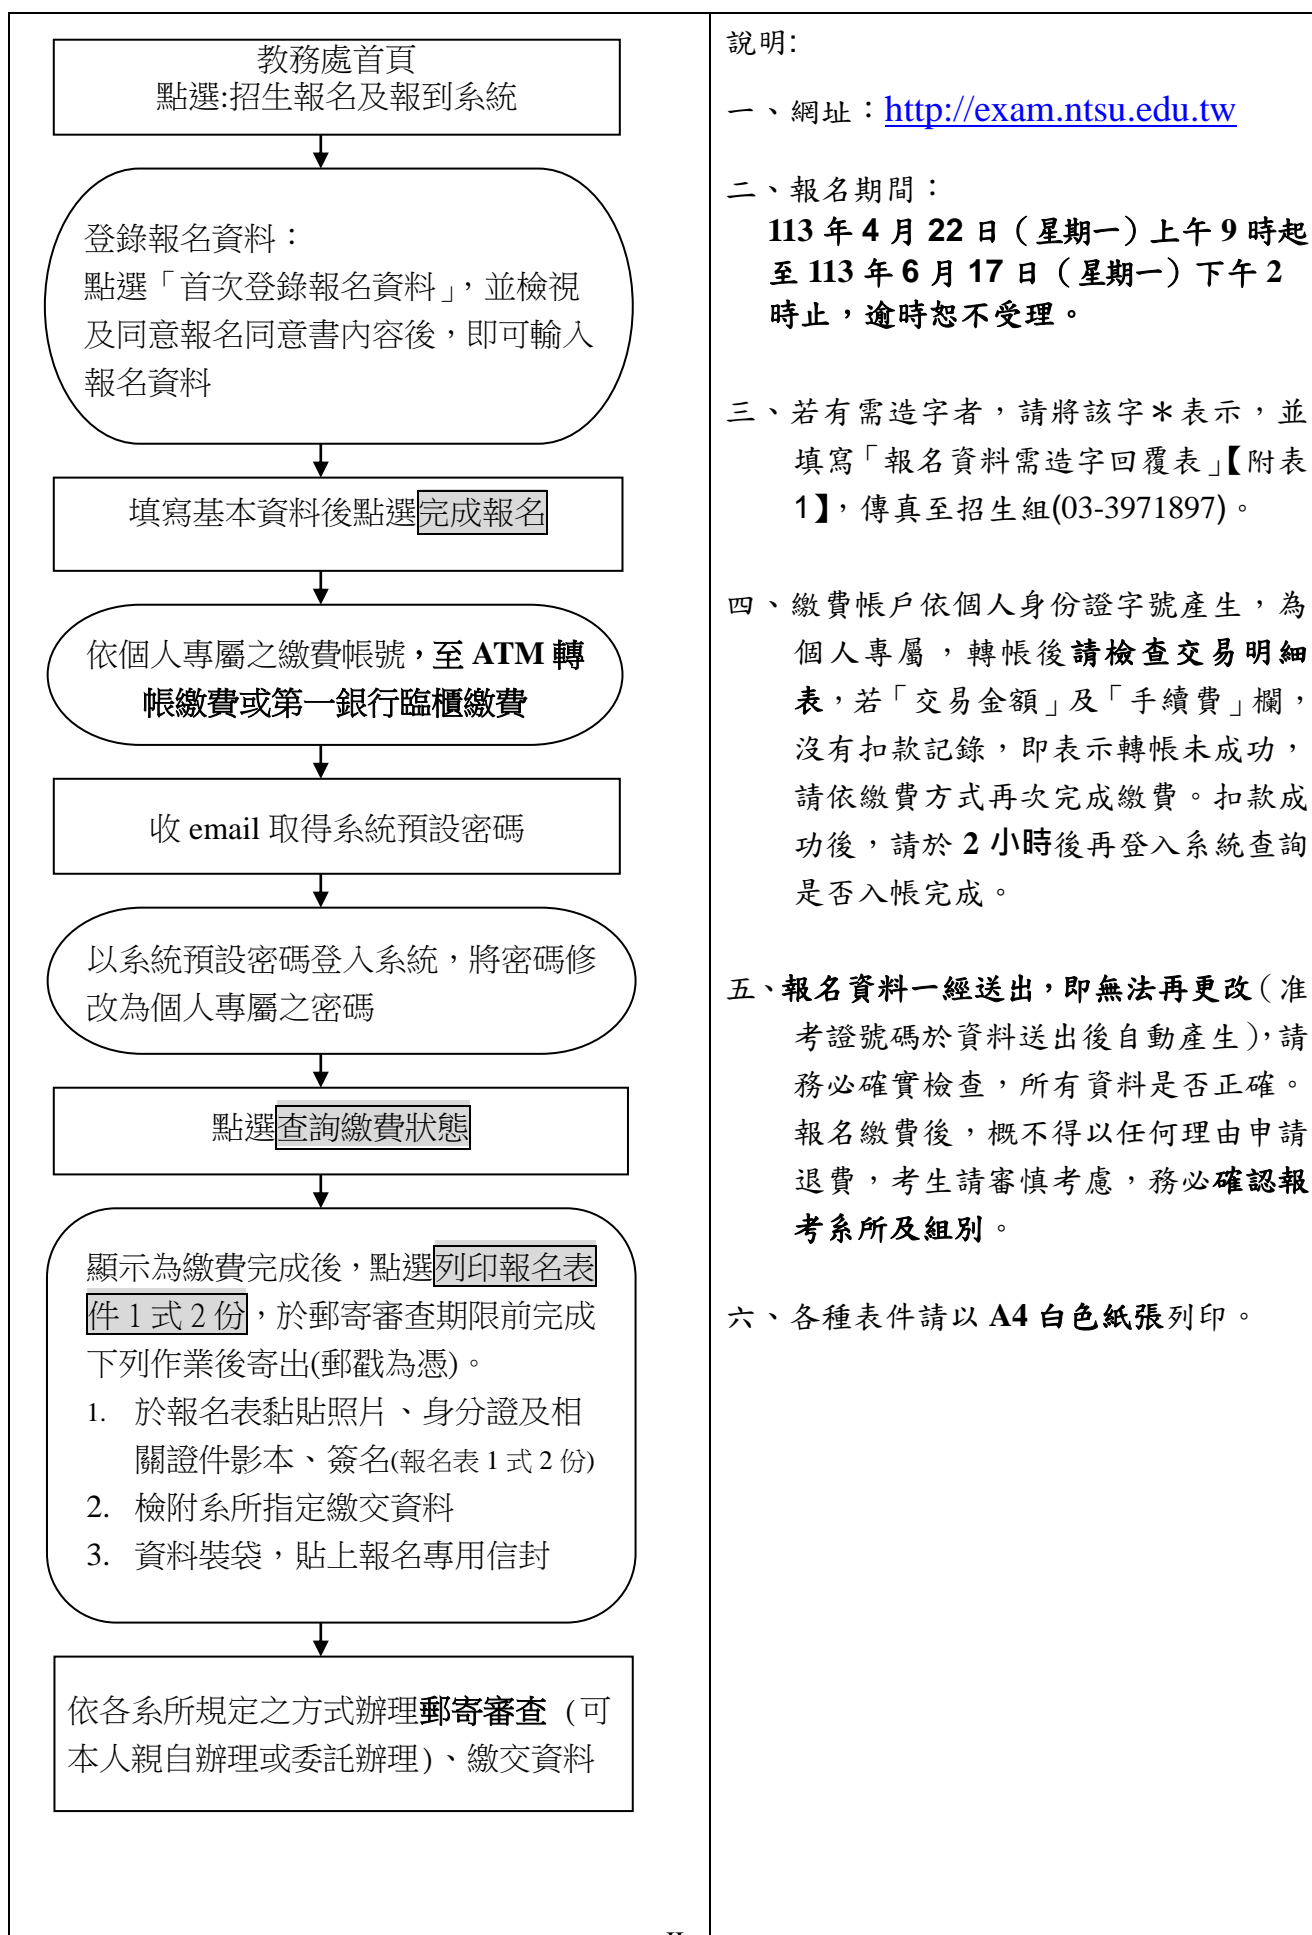 教務處首頁
點選:招生報名及報到系統
登錄報名資料：
點選「首次登錄報名資料」，並檢視
及同意報名同意書內容後，即可輸入
報名資料
填寫基本資料後點選完成報名
依個人專屬之繳費帳號，至 ATM 轉
帳繳費或第一銀行臨櫃繳費
收 email 取得系統預設密碼
以系統預設密碼登入系統，將密碼修
改為個人專屬之密碼
點選查詢繳費狀態
顯示為繳費完成後，點選列印報名表
件 1 式 2 份，於郵寄審查期限前完成
下列作業後寄出(郵戳為憑)。
1. 於報名表黏貼照片、身分證及相
關證件影本、簽名(報名表 1 式 2 份)
2. 檢附系所指定繳交資料
3. 資料裝袋，貼上報名專用信封
依各系所規定之方式辦理郵寄審查（可
本人親自辦理或委託辦理）、繳交資料
說明:
一、網址：http://exam.ntsu.edu.tw
二、報名期間：
113 年 4 月 22 日（星期一）上午 9 時起
至 113 年 6 月 17 日（星期一）下午 2
時止，逾時恕不受理。
三、若有需造字者，請將該字＊表示，並
填寫「報名資料需造字回覆表」【附表
1】，傳真至招生組(03-3971897)。
四、繳費帳戶依個人身份證字號產生，為
個人專屬，轉帳後請檢查交易明細
表，若「交易金額」及「手續費」欄，
沒有扣款記錄，即表示轉帳未成功，
請依繳費方式再次完成繳費。扣款成
功後，請於 2 小時後再登入系統查詢
是否入帳完成。
五、報名資料一經送出，即無法再更改（准
考證號碼於資料送出後自動產生），請
務必確實檢查，所有資料是否正確。
報名繳費後，概不得以任何理由申請
退費，考生請審慎考慮，務必確認報
考系所及組別。
六、各種表件請以 A4 白色紙張列印。
II